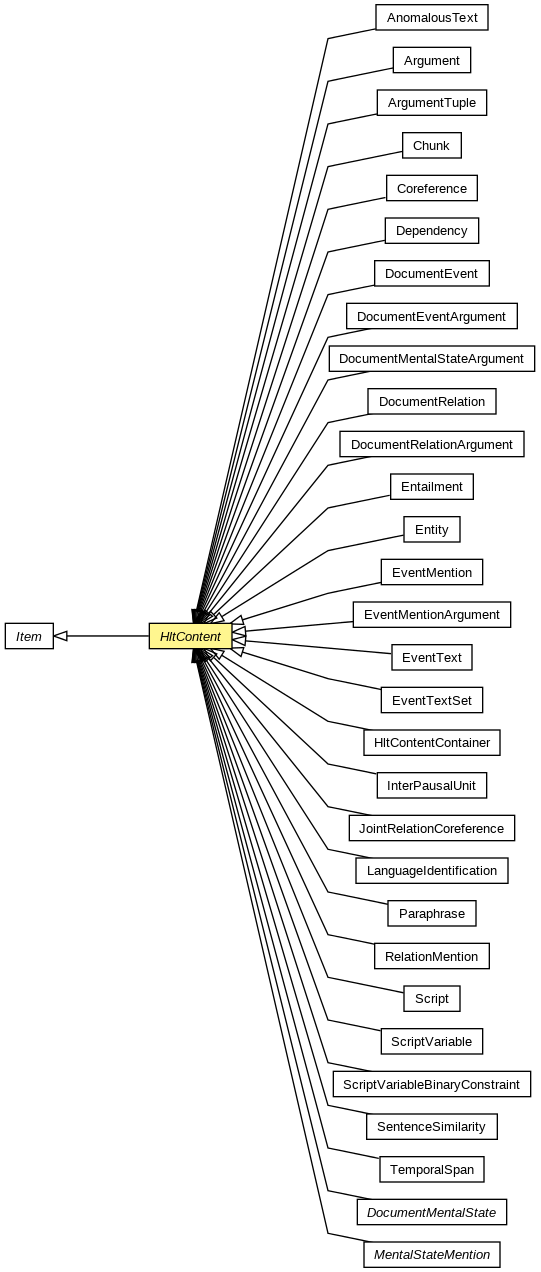 AnomalousText
Argument
ArgumentTuple
Chunk
Coreference
Dependency
DocumentEvent
DocumentEventArgument
DocumentMentalStateArgument
DocumentRelation
DocumentRelationArgument
Entailment
Entity
EventMention
EventMentionArgument
Item
HltContent
EventText
EventTextSet
HltContentContainer
InterPausalUnit
JointRelationCoreference
LanguageIdentification
Paraphrase
RelationMention
Script
ScriptVariable
ScriptVariableBinaryConstraint
SentenceSimilarity
TemporalSpan
DocumentMentalState
MentalStateMention